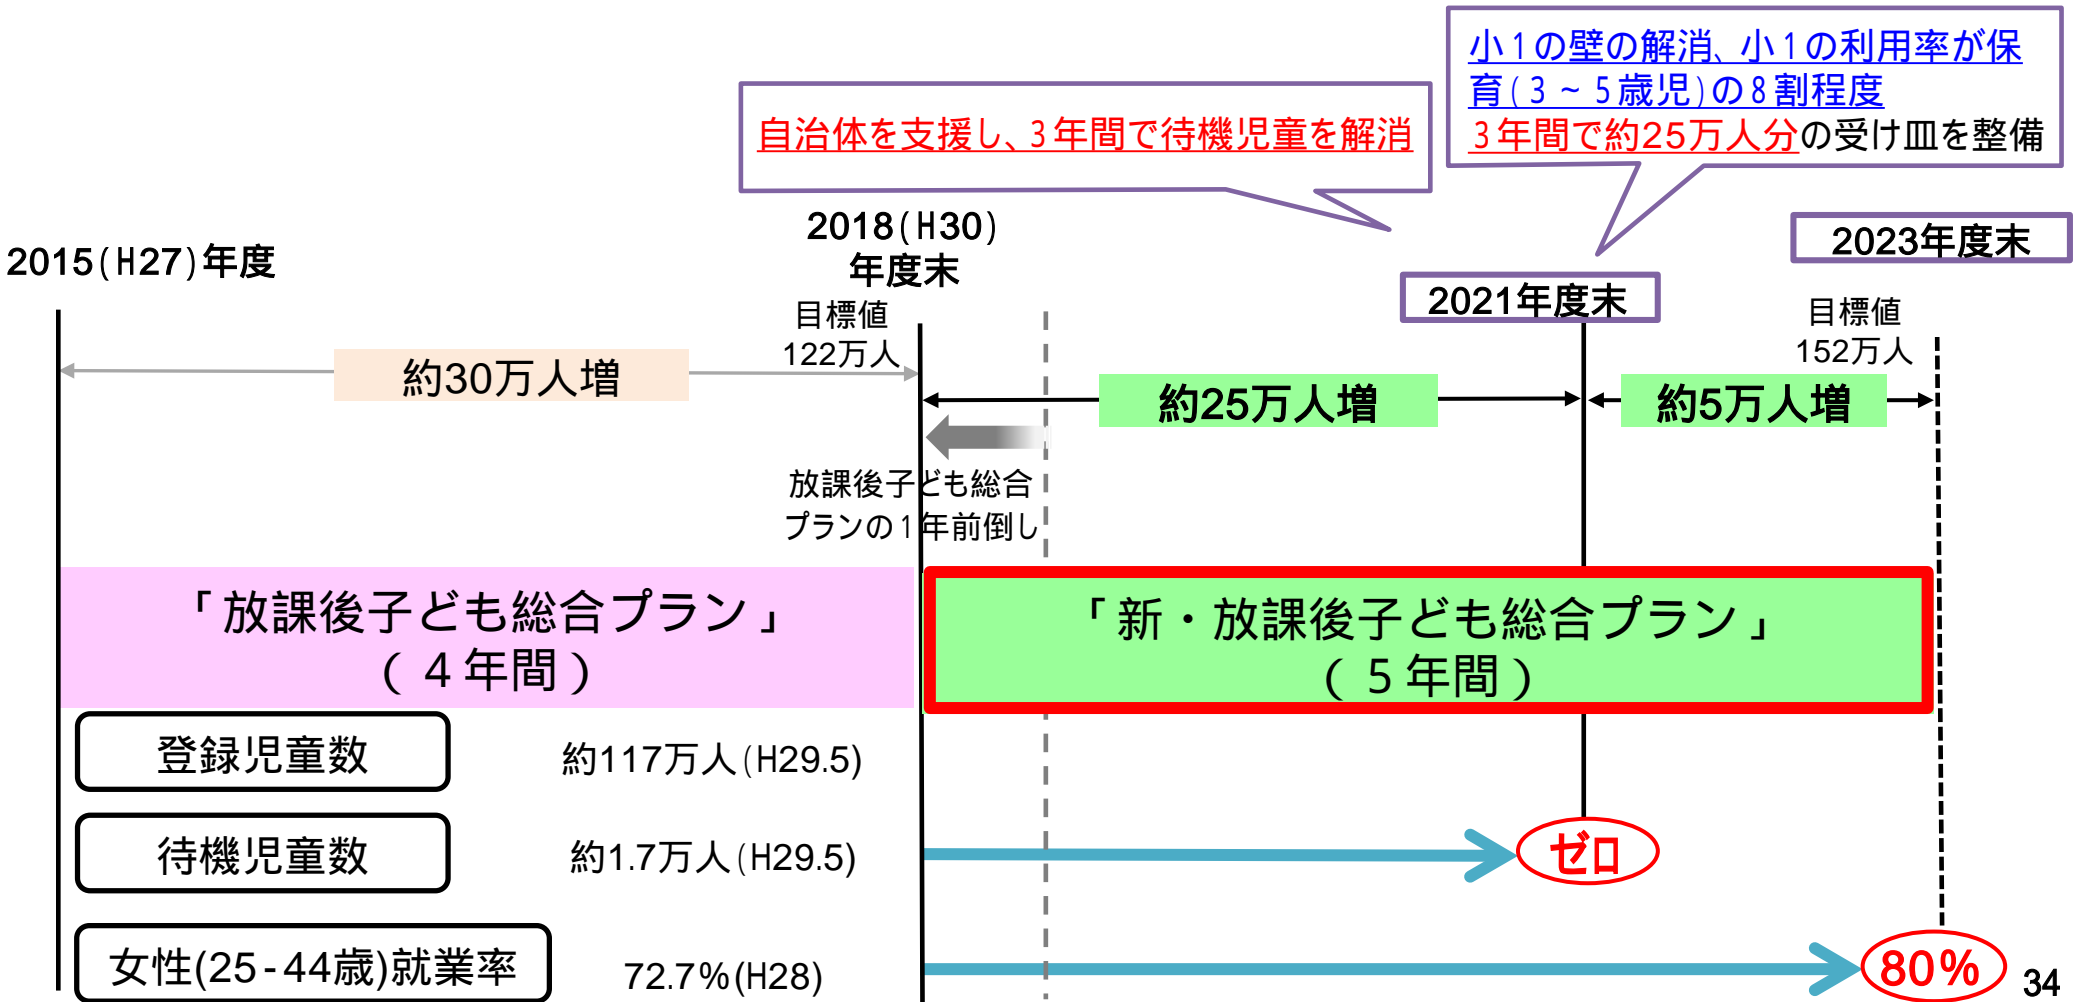 小1の壁の解消、小1の利用率が保
育(3~5歳児)の8割程度
3年間で約25万人分の受け皿を整備
自治体を支援し、3年間で待機児童を解消
2015(H27)年度
2018(H30)
年度末
2021年度末
2023年度末
目標値
122万人
目標値
152万人
約30万人増
約25万人増
約5万人増
放課後子ども総合
プランの1年前倒し
「放課後子ども総合プラン」
(4年間)
「新・放課後子ども総合プラン」
(5年間)
登録児童数
約117万人(H29.5)
待機児童数
約1.7万人(H29.5)
ゼロ
女性(25-44歳)就業率
72.7%(H28)
80%
34